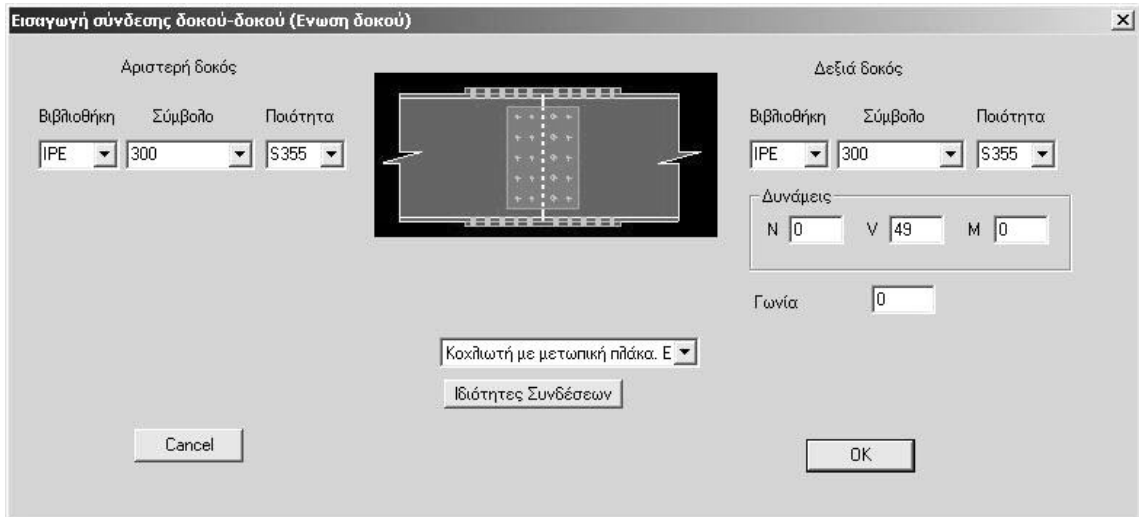 Εισαγωγή σύνδεσης δοκού-δοκού (Ενωση δοκού)
Αριστερή δοκός
Δεξιά δοκός
Βιβλιοθήκη Σύμβολο Ποιότητα
Βιβλιοθήκη Σύμβολο Ποιότητα
IPE 300 S355
IPE 300 S355
Δυνάμεις
N 0 V 49 M 0
Γωνία 0
Κοχλιωτή με μετωπική πλάκα. Ε
Ιδιότητες Συνδέσεων
Cancel
OK